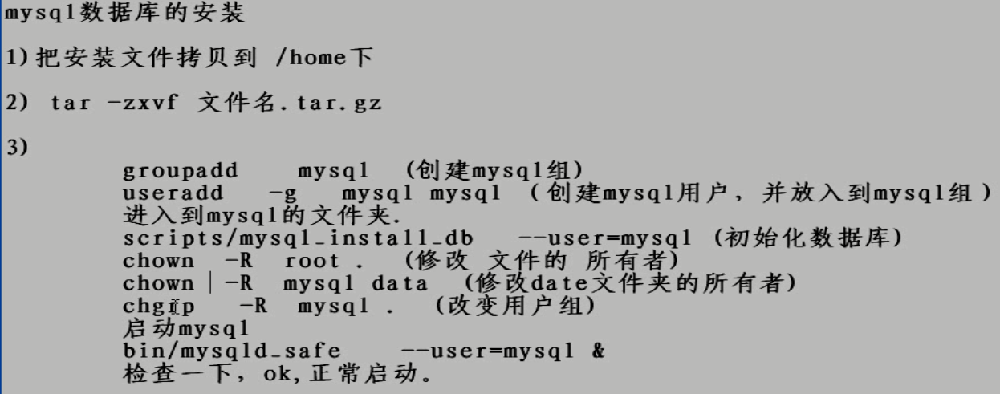 mysql数据库的安装
1)把安装文件拷贝到 /home下
2) tar -zxvf 文件名.tar.gz
3)
groupadd mysql (创建mysql组)
useradd -g mysql mysql (创建mysql用户, 并放入到mysql组)
进入到mysql的文件夹.
scripts/mysql_install_db --user=mysql (初始化数据库)
chown -R root . (修改 文件的 所有者)
chown | -R mysql data (修改date文件夹的所有者)
chgrp -R mysql . (改变用户组)
启动mysql
bin/mysqld_safe --user=mysql &
检查一下, ok,正常启动。